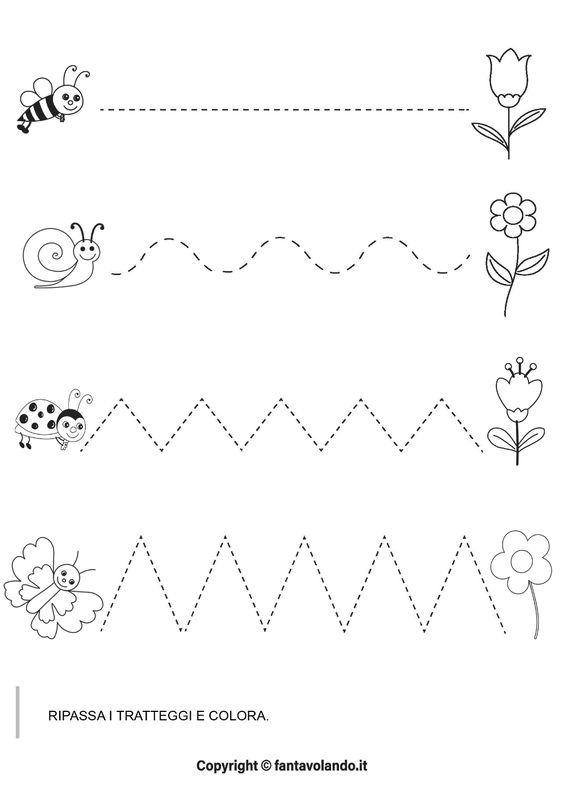 RIPASSA I TRATTEGGI E COLORA.
Copyright © fantavolando.it